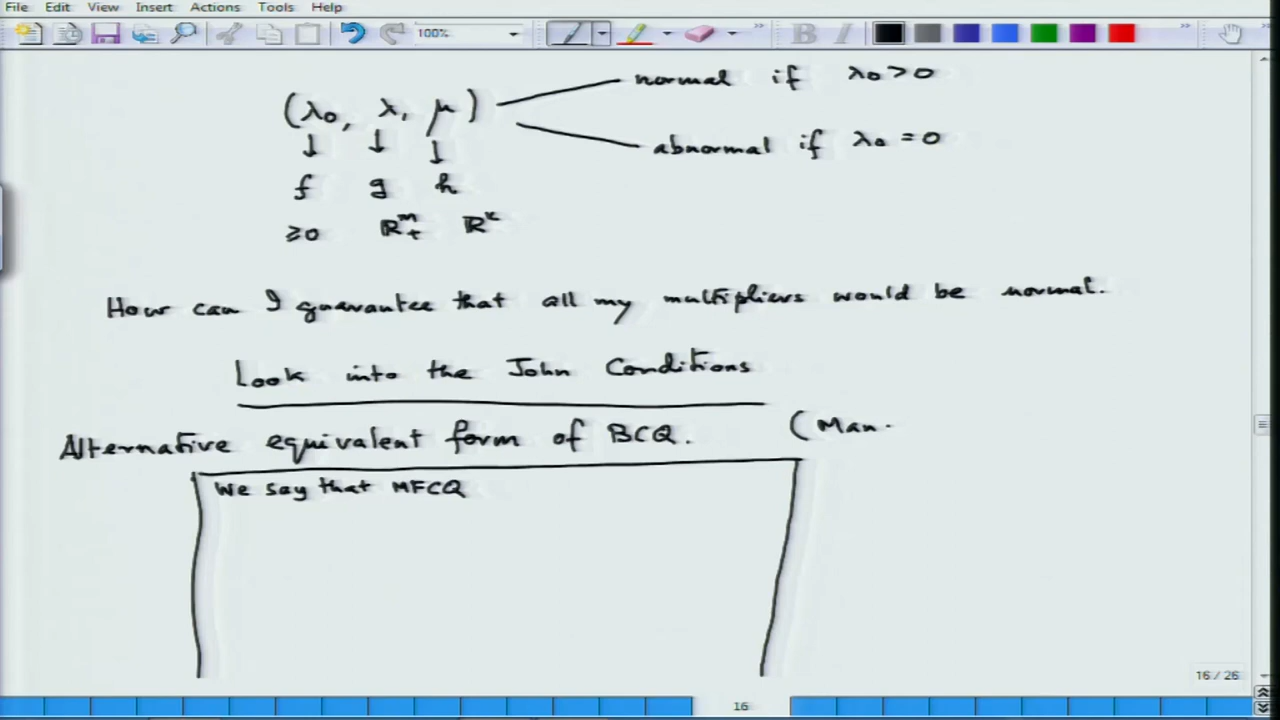 File Edit View Insert Actions Tools Help
100%
(λ₀, λ, μ) normal if λ₀ > 0
abnormal if λ₀ = 0
↓ ↓ ↓
f g h
≥0 ℝᵐ₊ ℝᵏ
How can I guarantee that all my multipliers would be normal.
Look into the John Conditions
Alternative equivalent form of BCQ. (Man.
We say that MFCQ
16 / 26
16